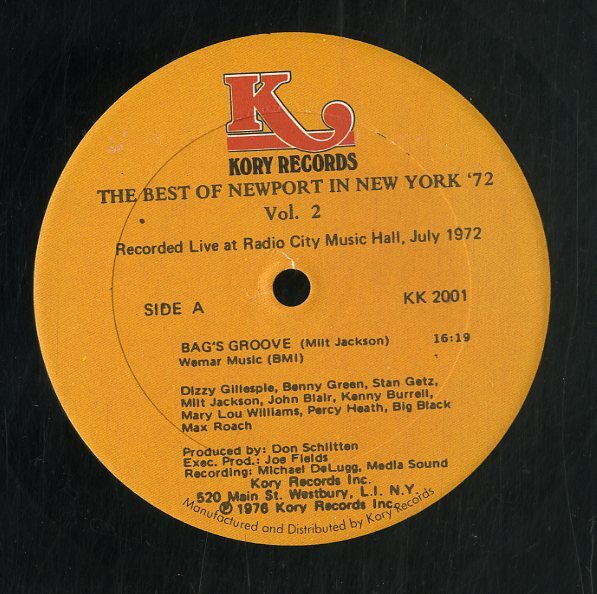 K
KORY RECORDS
THE BEST OF NEWPORT IN NEW YORK '72
Vol. 2
Recorded Live at Radio City Music Hall, July 1972
SIDE A
KK 2001
BAG'S GROOVE (Milt Jackson) 16:19
Wemar Music (BMI)
Dizzy Gillespie, Benny Green, Stan Getz,
Milt Jackson, John Blair, Kenny Burrell,
Mary Lou Williams, Percy Heath, Big Black
Max Roach
Produced by: Don Schlitten
Exec. Prod.: Joe Fields
Recording: Michael DeLugg, Media Sound
Kory Records Inc.
520 Main St. Westbury, L.I. N.Y.
℗ 1976 Kory Records Inc.
Manufactured and Distributed by Kory Records